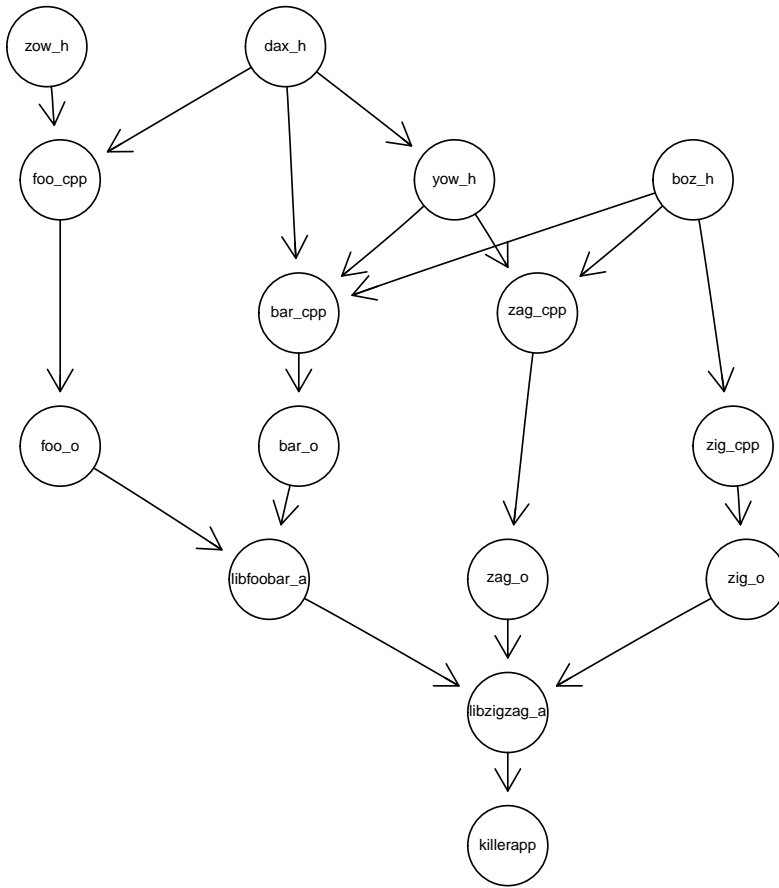 zow_h
dax_h
foo_cpp
yow_h
boz_h
bar_cpp
zag_cpp
foo_o
bar_o
zig_cpp
libfoobar_a
zag_o
zig_o
libzigzag_a
killerapp